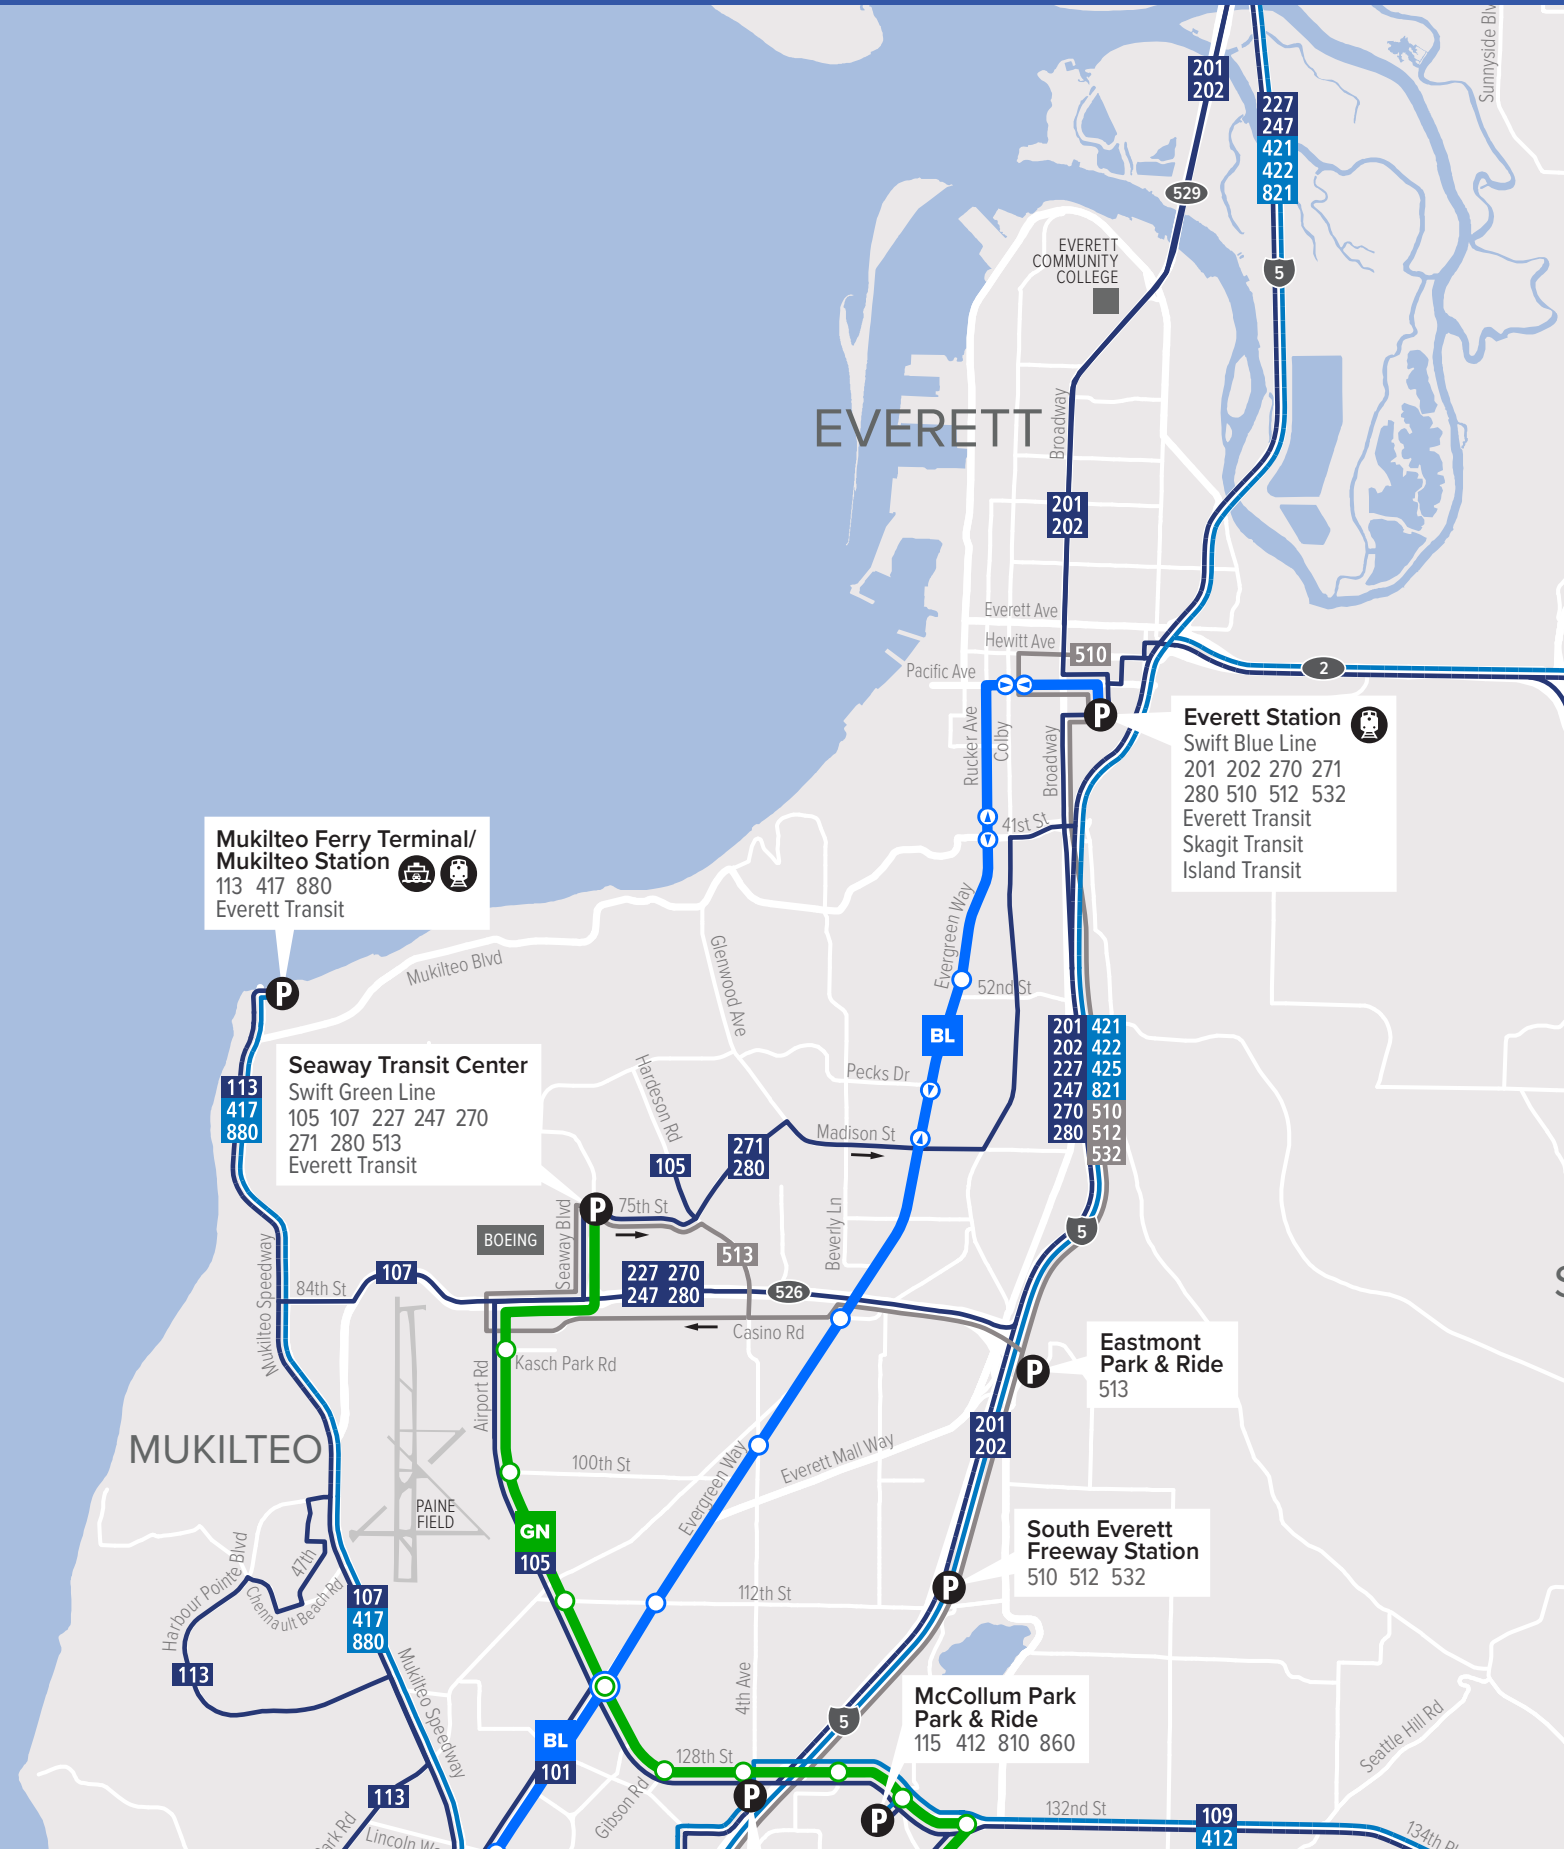 Sunnyside Blv
201
202
227
247
421
422
821
529
5
EVERETT
COMMUNITY
COLLEGE
EVERETT
Broadway
201
202
Everett Ave
Hewitt Ave
510
Pacific Ave
2
Rucker Ave
Colby
Broadway
Everett Station
Swift Blue Line
201 202 270 271
280 510 512 532
Everett Transit
Skagit Transit
Island Transit
41st St
Mukilteo Ferry Terminal/
Mukilteo Station
113 417 880
Everett Transit
Mukilteo Blvd
Glenwood Ave
Evergreen Way
52nd St
BL
201 421
202 422
227 425
247 821
270 510
280 512
532
Seaway Transit Center
Swift Green Line
105 107 227 247 270
271 280 513
Everett Transit
113
417
880
Hardeson Rd
Pecks Dr
Madison St
271
280
105
75th St
Seaway Blvd
BOEING
513
Beverly Ln
5
Mukilteo Speedway
84th St
107
227 270
247 280
526
Casino Rd
Kasch Park Rd
Airport Rd
Eastmont
Park & Ride
513
201
202
MUKILTEO
100th St
Evergreen Way
Everett Mall Way
PAINE
FIELD
GN
105
South Everett
Freeway Station
510 512 532
Harbour Pointe Blvd
47th
Chennault Beach Rd
107
417
880
112th St
113
Mukilteo Speedway
4th Ave
McCollum Park
Park & Ride
115 412 810 860
5
Seattle Hill Rd
BL
101
128th St
Gibson Rd
113
132nd St
109
412
134th Pl
ark Rd
Lincoln W
P
P
P
P
P
P
P